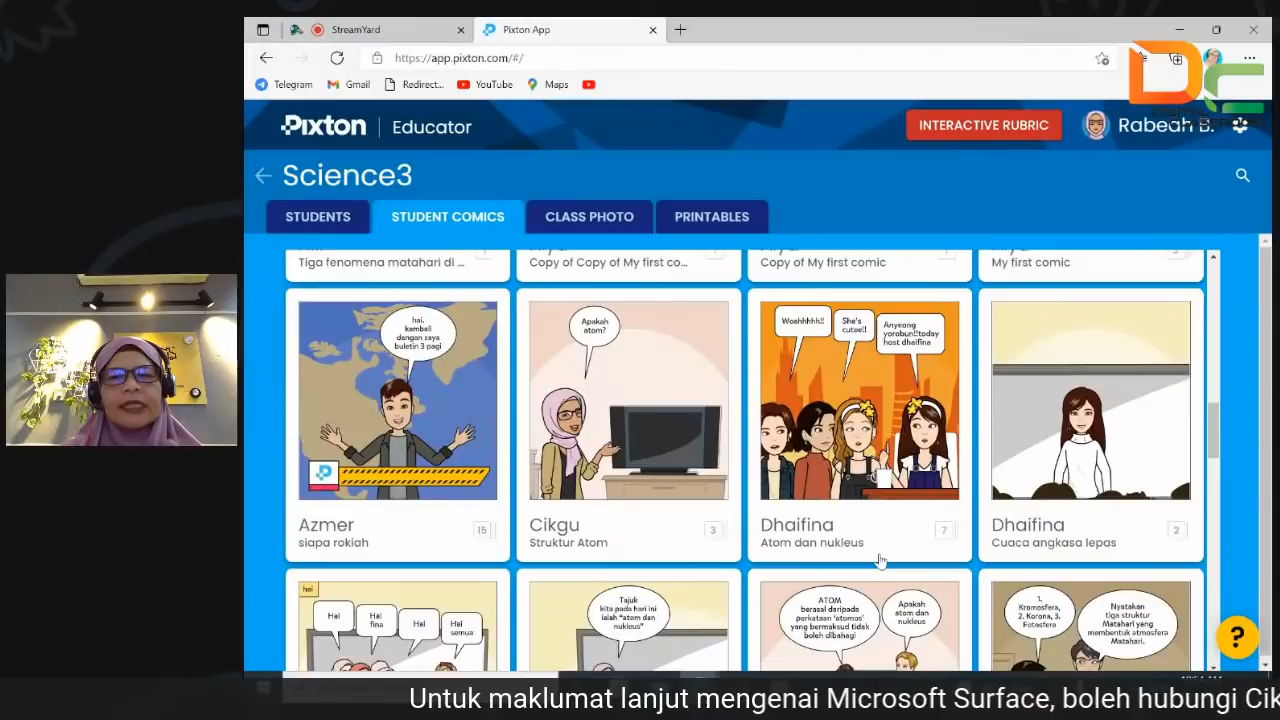 StreamYard
Pixton App
https://app.pixton.com/#/
Telegram
Gmail
Redirect...
YouTube
Maps
Pixton
Educator
INTERACTIVE RUBRIC
Rabeah B.
Science3
STUDENTS
STUDENT COMICS
CLASS PHOTO
PRINTABLES
Tiga fenomena matahari di ...
Copy of Copy of My first co...
Copy of My first comic
My first comic
hai,
kembali
dengan saya
buletin 3 pagi
Apakah
atom?
Woahhhhh!!
She's
cutee!!
Anyeong
yorobun!!today
host dhaifina
Azmer
15
siapa rokiah
Cikgu
3
Struktur Atom
Dhaifina
7
Atom dan nukleus
Dhaifina
2
Cuaca angkasa lepas
hai
Hai
Hai
fina
Hai
Hai
semua
Tajuk
kita pada hari ini
ialah "atom dan
nukleus"
ATOM
berasal daripada
perkataan 'atomos'
yang bermaksud tidak
boleh dibahagi
Apakah
atom dan
nukleus
1.
Kromosfera,
2. Korona, 3.
Fotosfera
Nyatakan
tiga struktur
Matahari yang
membentuk atmosfera
Matahari.
?
Untuk maklumat lanjut mengenai Microsoft Surface, boleh hubungi Cik